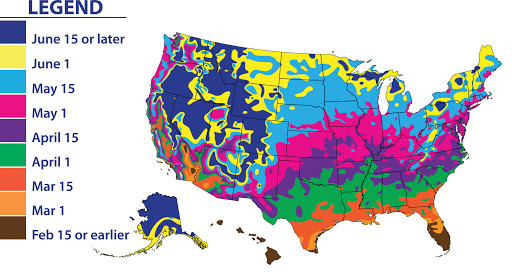 LEGEND
June 15 or later
June 1
May 15
May 1
April 15
April 1
Mar 15
Mar 1
Feb 15 or earlier